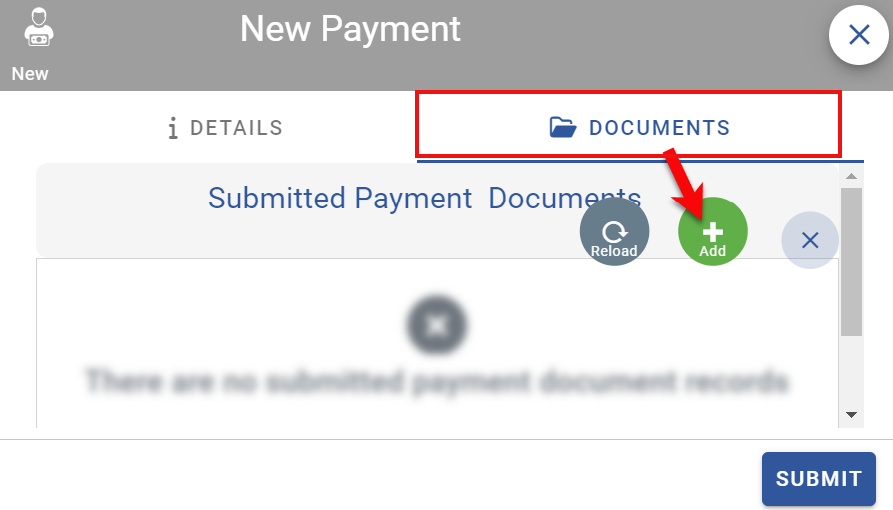 New Payment
New
DETAILS
DOCUMENTS
Submitted Payment Documents
Reload
Add
There are no submitted payment document records
SUBMIT